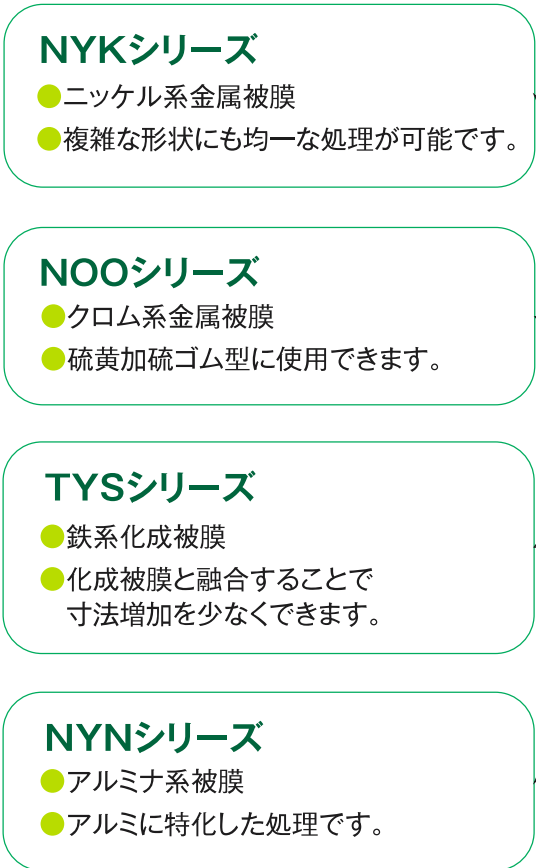 NYKシリーズ
●ニッケル系金属被膜
●複雑な形状にも均一な処理が可能です。
NOOシリーズ
●クロム系金属被膜
●硫黄加硫ゴム型に使用できます。
TYSシリーズ
●鉄系化成被膜
●化成被膜と融合することで
寸法増加を少なくできます。
NYNシリーズ
●アルミナ系被膜
●アルミに特化した処理です。